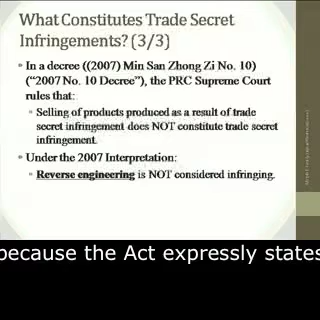 What Constitutes Trade Secret
Infringements? (3/3)
• In a decree ((2007) Min San Zhong Zi No. 10)
("2007 No. 10 Decree"), the PRC Supreme Court
rules that:
• Selling of products produced as a result of trade
secret infringement does NOT constitute trade secret
infringement.
• Under the 2007 Interpretation:
• Reverse engineering is NOT considered infringing.
because the Act expressly states